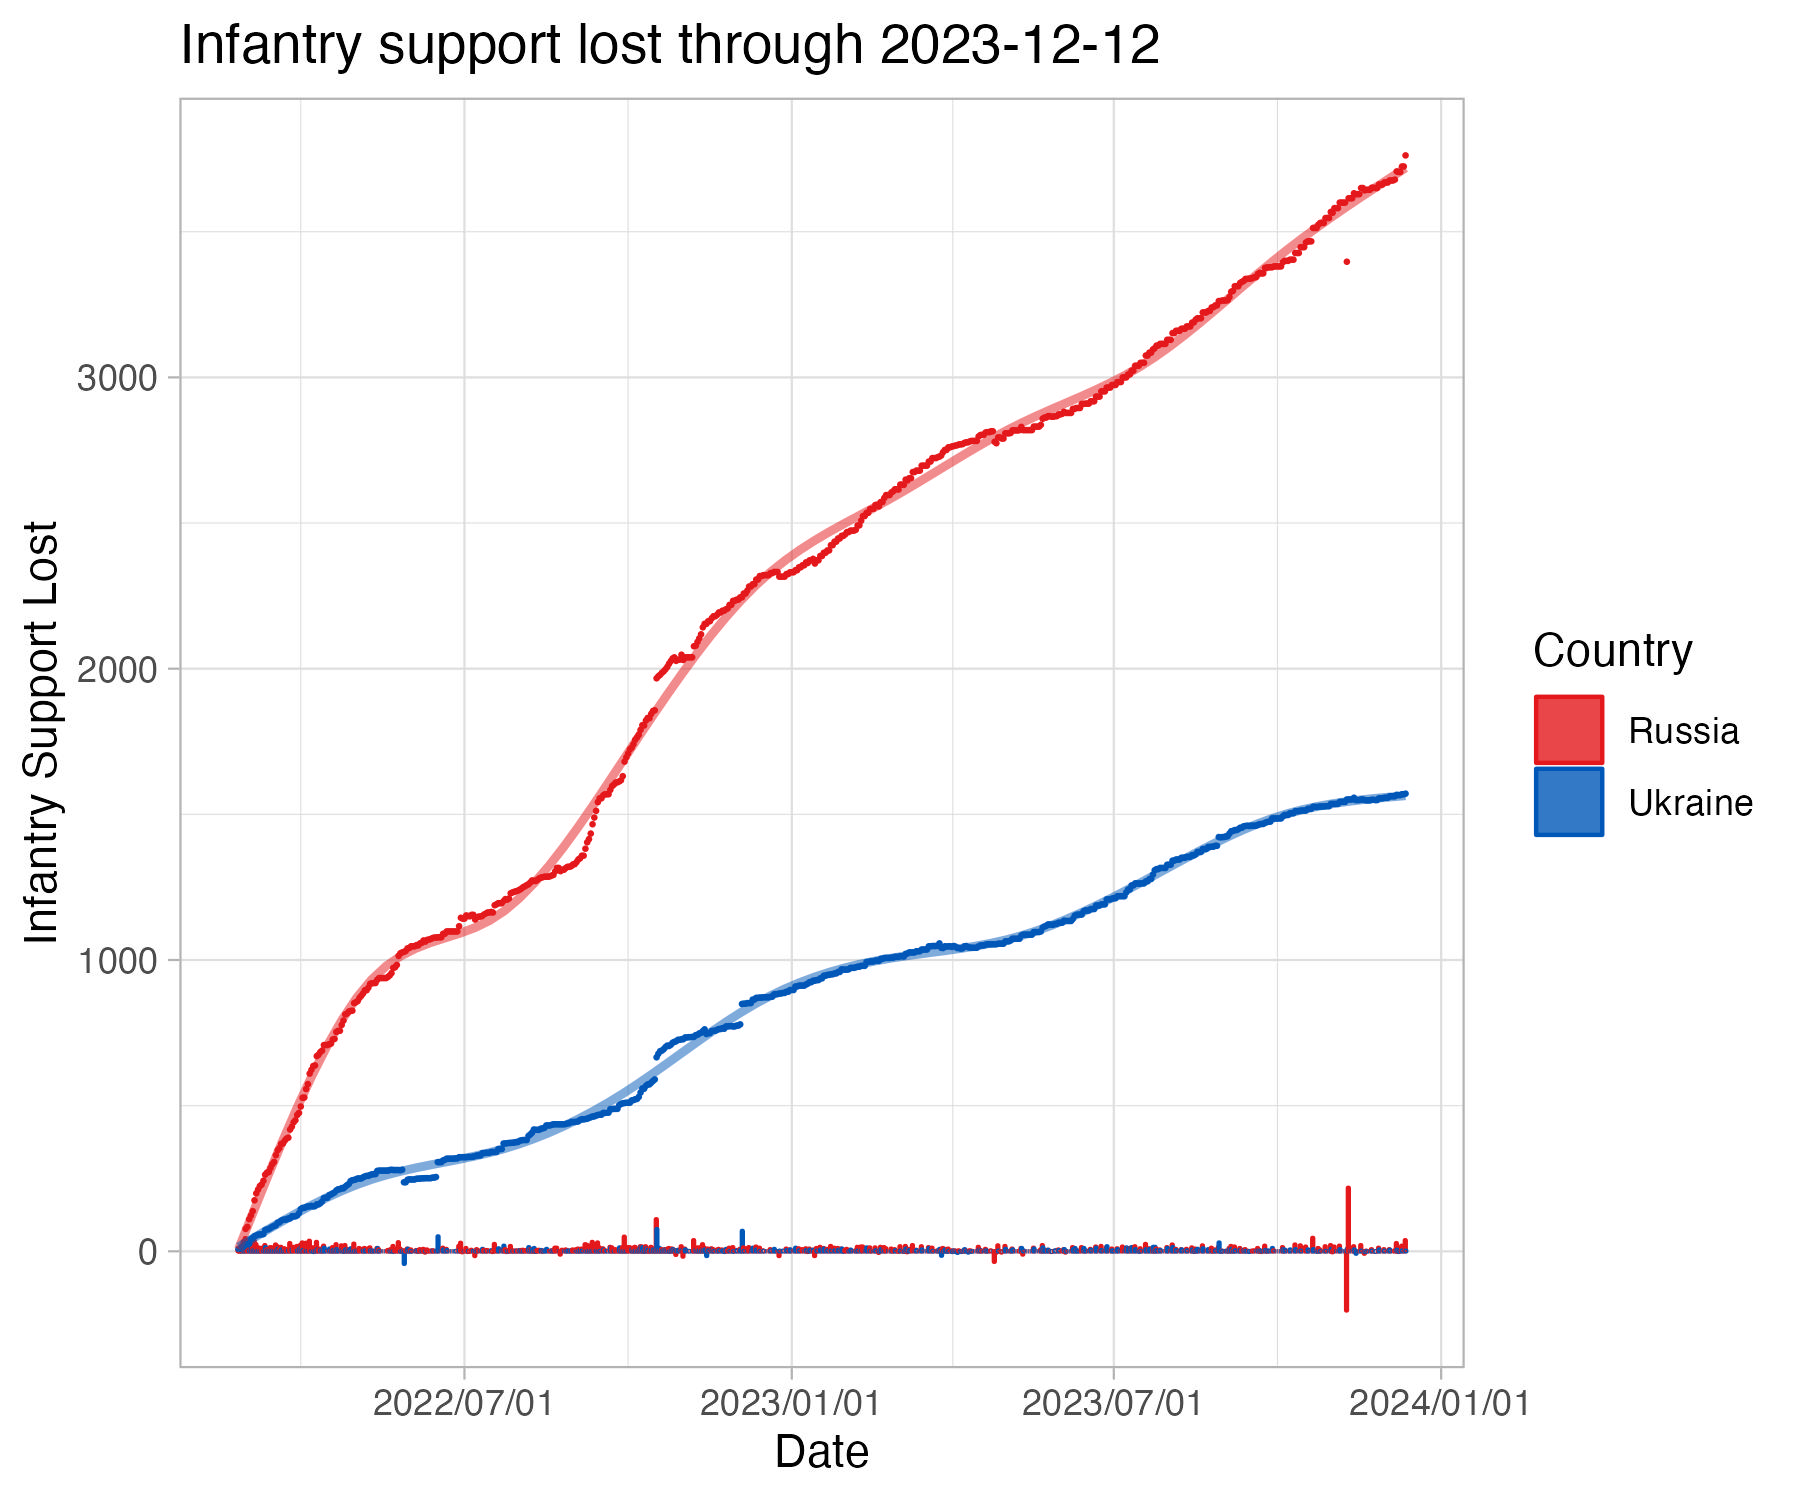 Infantry support lost through 2023-12-12
Infantry Support Lost
3000
2000
1000
0
2022/07/01
2023/01/01
2023/07/01
2024/01/01
Date
Country
Russia
Ukraine